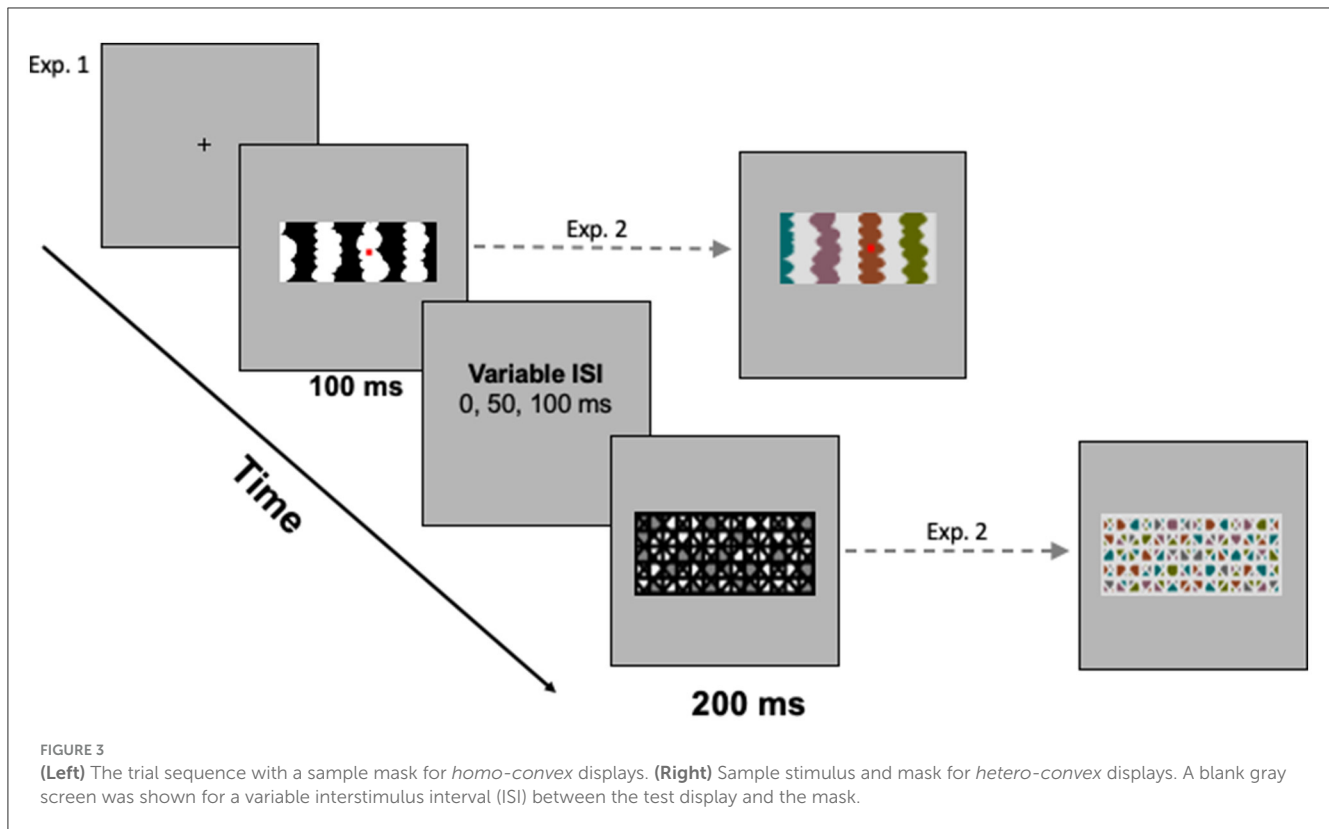 Exp. 1
Exp. 2
100 ms
Variable ISI
0, 50, 100 ms
Time
Exp. 2
200 ms
FIGURE 3
(Left) The trial sequence with a sample mask for homo-convex displays. (Right) Sample stimulus and mask for hetero-convex displays. A blank gray
screen was shown for a variable interstimulus interval (ISI) between the test display and the mask.